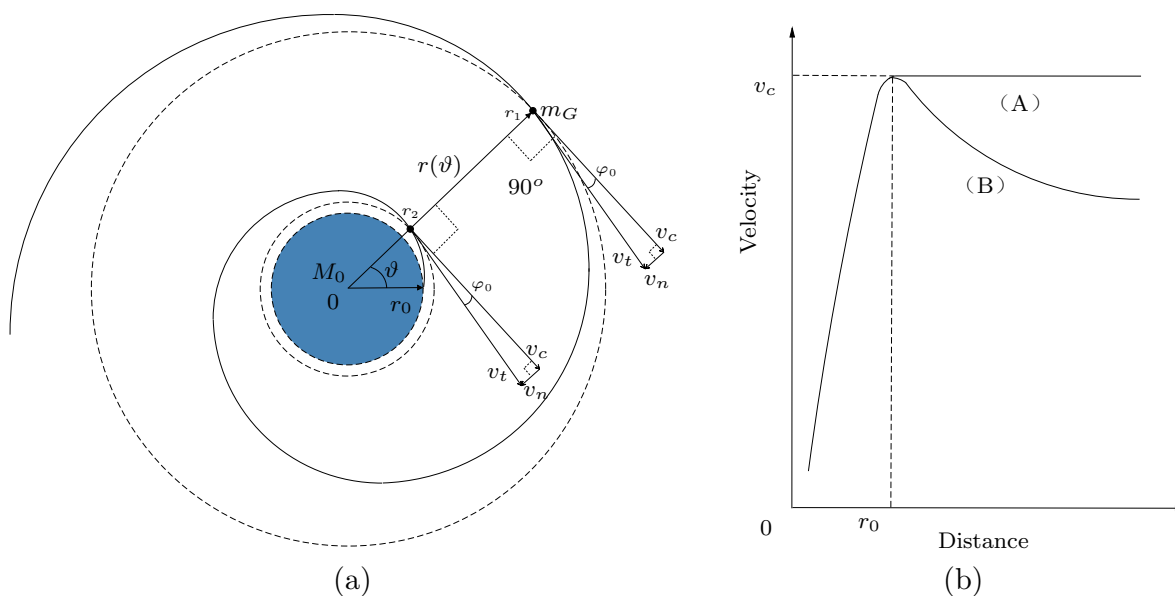 r₁
m_G
r(ϑ)
90ᵒ
φ₀
v_c
v_t
v_n
r₂
M₀
ϑ
0
r₀
φ₀
v_c
v_t
v_n
(a)
v_c
(A)
(B)
Velocity
0
r₀
Distance
(b)